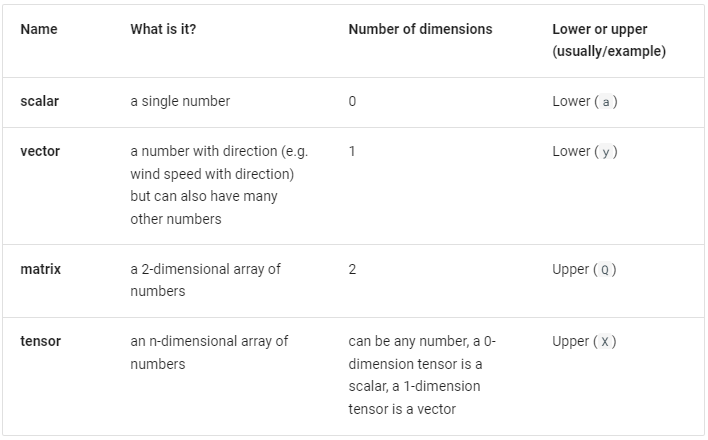 Name What is it? Number of dimensions Lower or upper
(usually/example)
scalar a single number 0 Lower ( a )
vector a number with direction (e.g. 1 Lower ( y )
wind speed with direction)
but can also have many
other numbers
matrix a 2-dimensional array of 2 Upper ( Q )
numbers
tensor an n-dimensional array of can be any number, a 0- Upper ( X )
numbers dimension tensor is a
scalar, a 1-dimension
tensor is a vector